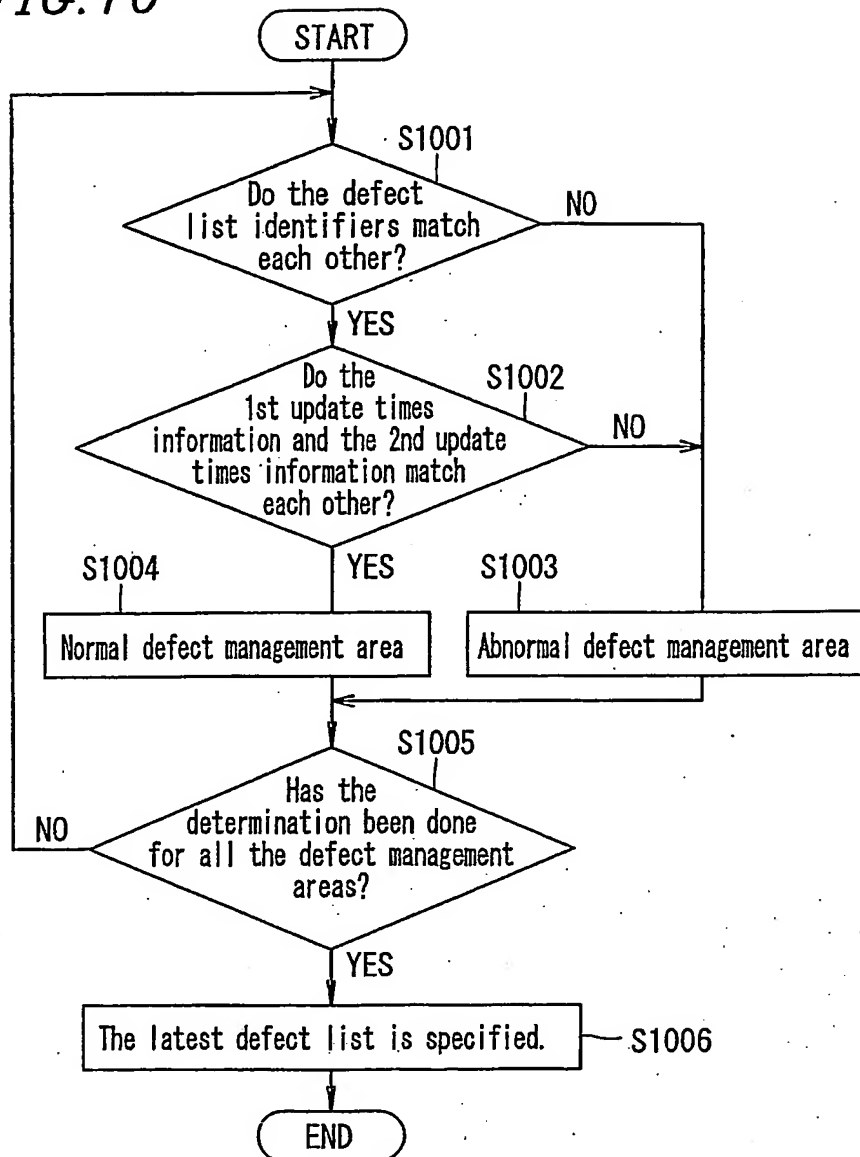 FIG. 10
START
S1001
Do the defect
list identifiers match
each other?
NO
YES
S1002
Do the
1st update times
information and the 2nd update
times information match
each other?
NO
YES
S1004
S1003
Normal defect management area
Abnormal defect management area
S1005
Has the
determination been done
for all the defect management
areas?
NO
YES
The latest defect list is specified.
S1006
END